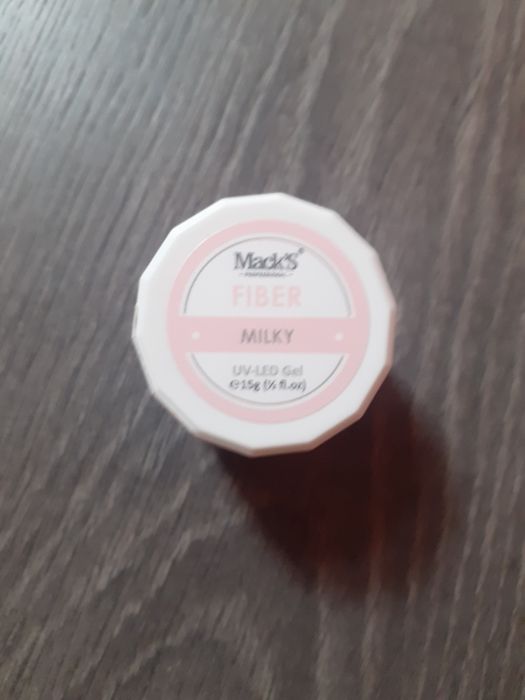 Mack'S®
PROFESSIONAL
FIBER
MILKY
UV-LED Gel
℮15g (½ fl.oz)